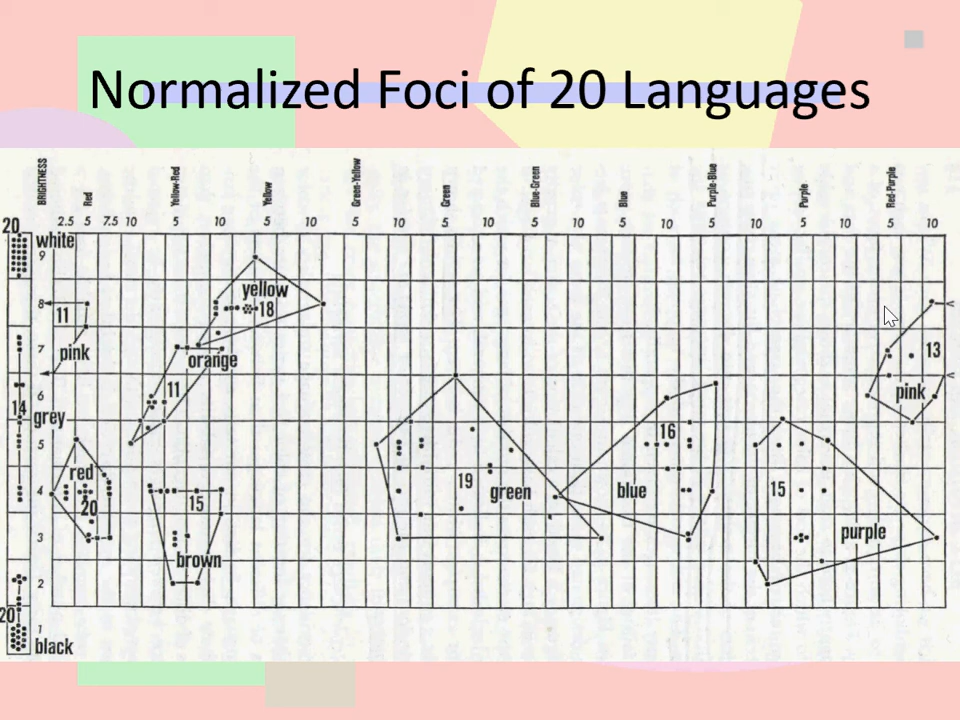 Normalized Foci of 20 Languages
BRIGHTNESS
Red
Yellow-Red
Yellow
Green-Yellow
Green
Blue-Green
Blue
Purple-Blue
Purple
Red-Purple
2.5 5 7.5 10 5 10 5 10 5 10 5 10 5 10 5 10 5 10 5 10 5 10
20
white
9
yellow
18
8
11
7
pink
orange
13
6
11
pink
14
grey
16
5
red
19
15
4
20
15
green
blue
3
brown
purple
2
20
1
black